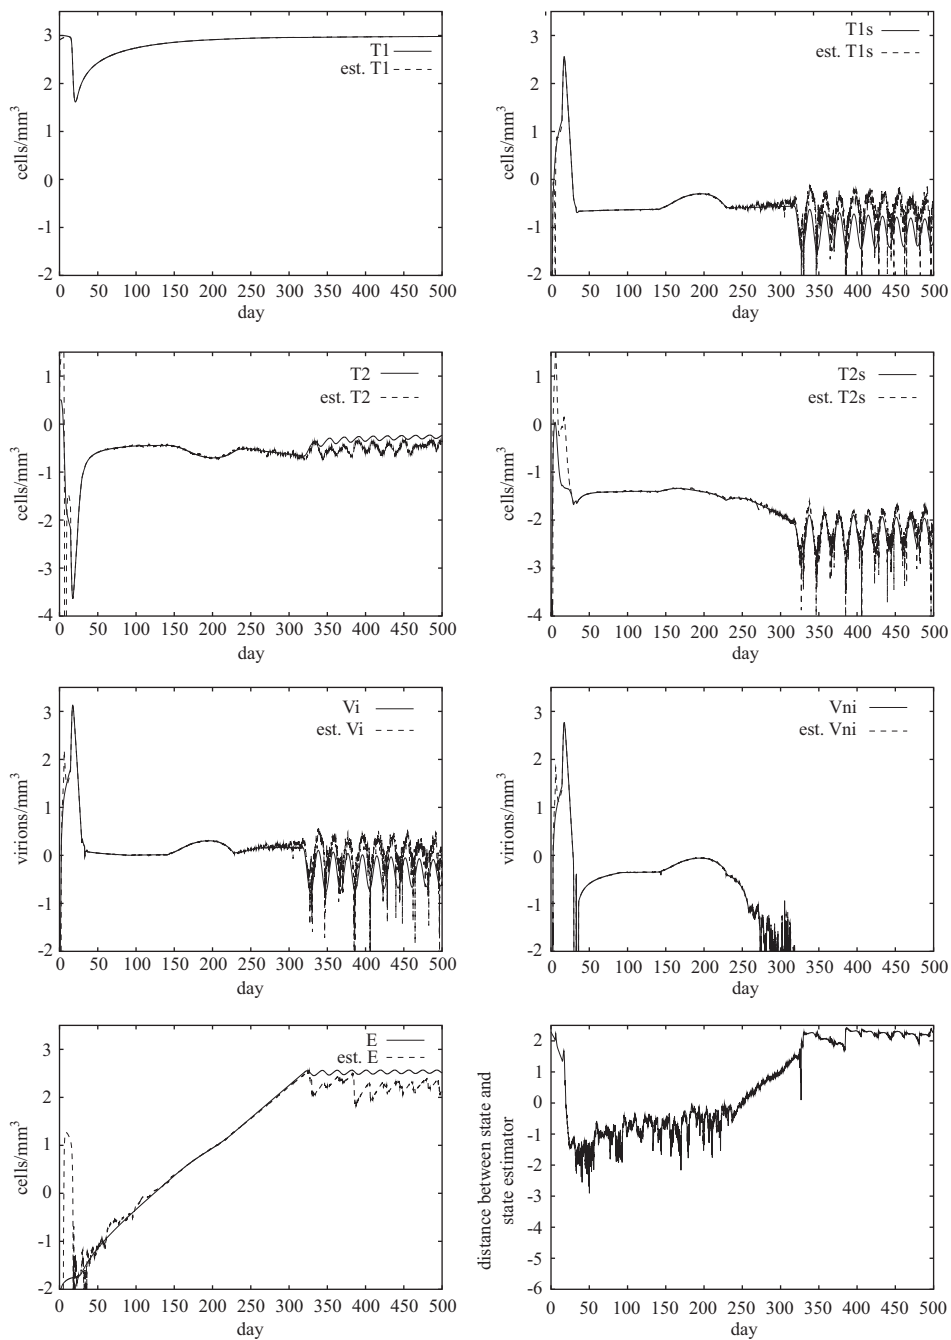 3
T1
est. T1
2
1
0
-1
-2
cells/mm³
0 50 100 150 200 250 300 350 400 450 500
day
3
T1s
est. T1s
2
1
0
-1
-2
cells/mm³
0 50 100 150 200 250 300 350 400 450 500
day
1
T2
est. T2
0
-1
-2
-3
-4
cells/mm³
0 50 100 150 200 250 300 350 400 450 500
day
1
T2s
est. T2s
0
-1
-2
-3
-4
cells/mm³
0 50 100 150 200 250 300 350 400 450 500
day
3
Vi
est. Vi
2
1
0
-1
-2
virions/mm³
0 50 100 150 200 250 300 350 400 450 500
day
3
Vni
est. Vni
2
1
0
-1
-2
virions/mm³
0 50 100 150 200 250 300 350 400 450 500
day
3
E
est. E
2
1
0
-1
-2
cells/mm³
0 50 100 150 200 250 300 350 400 450 500
day
2
1
0
-1
-2
-3
-4
-5
-6
distance between state and
state estimator
0 50 100 150 200 250 300 350 400 450 500
day